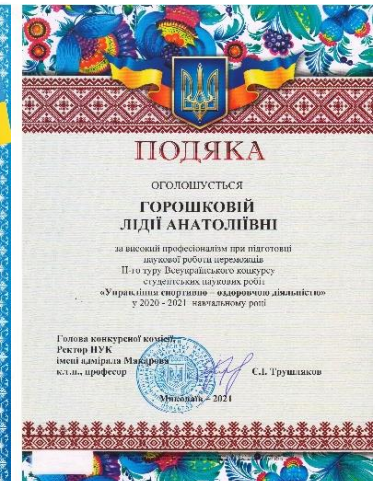 ПОДЯКА
ОГОЛОШУЄТЬСЯ
ГОРОШКОВІЙ
ЛІДІЇ АНАТОЛІЇВНІ
за високий професіоналізм при підготовці
наукової роботи переможців
ІІ-го туру Всеукраїнського конкурсу
студентських наукових робіт
«Управління спортивно – оздоровчою діяльністю»
у 2020 - 2021 навчальному році
Голова конкурсної комісії,
Ректор НУК
імені адмірала Макарова
к.т.н., професор
Є.І. Трушляков
Миколаїв – 2021